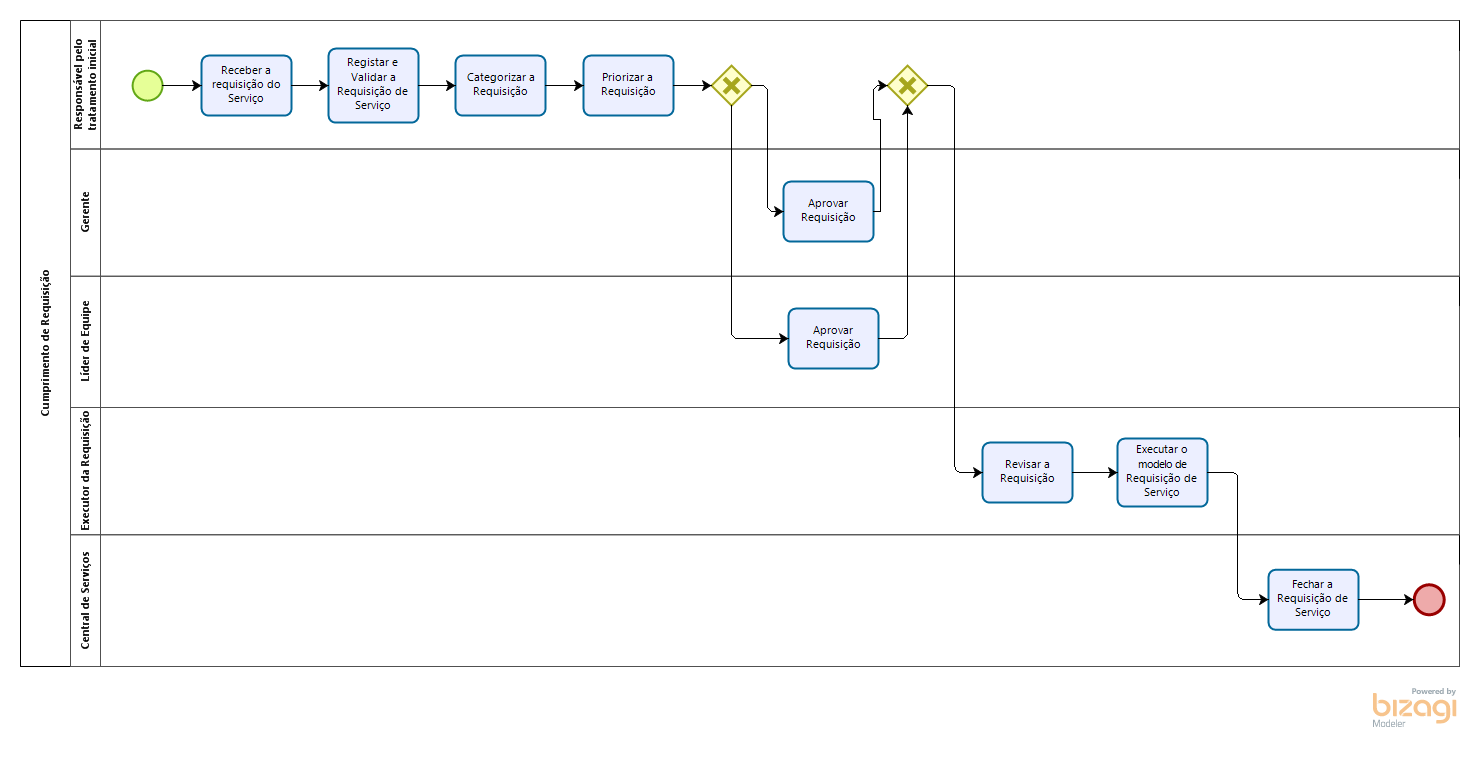 Cumprimento de Requisição
Responsável pelo
tratamento inicial
Receber a
requisição do
Serviço
Registar e
Validar a
Requisição de
Serviço
Categorizar a
Requisição
Priorizar a
Requisição
Gerente
Aprovar
Requisição
Líder de Equipe
Aprovar
Requisição
Executor da Requisição
Revisar a
Requisição
Executar o
modelo de
Requisição de
Serviço
Central de Serviços
Fechar a
Requisição de
Serviço
Powered by
bizagi
Modeler